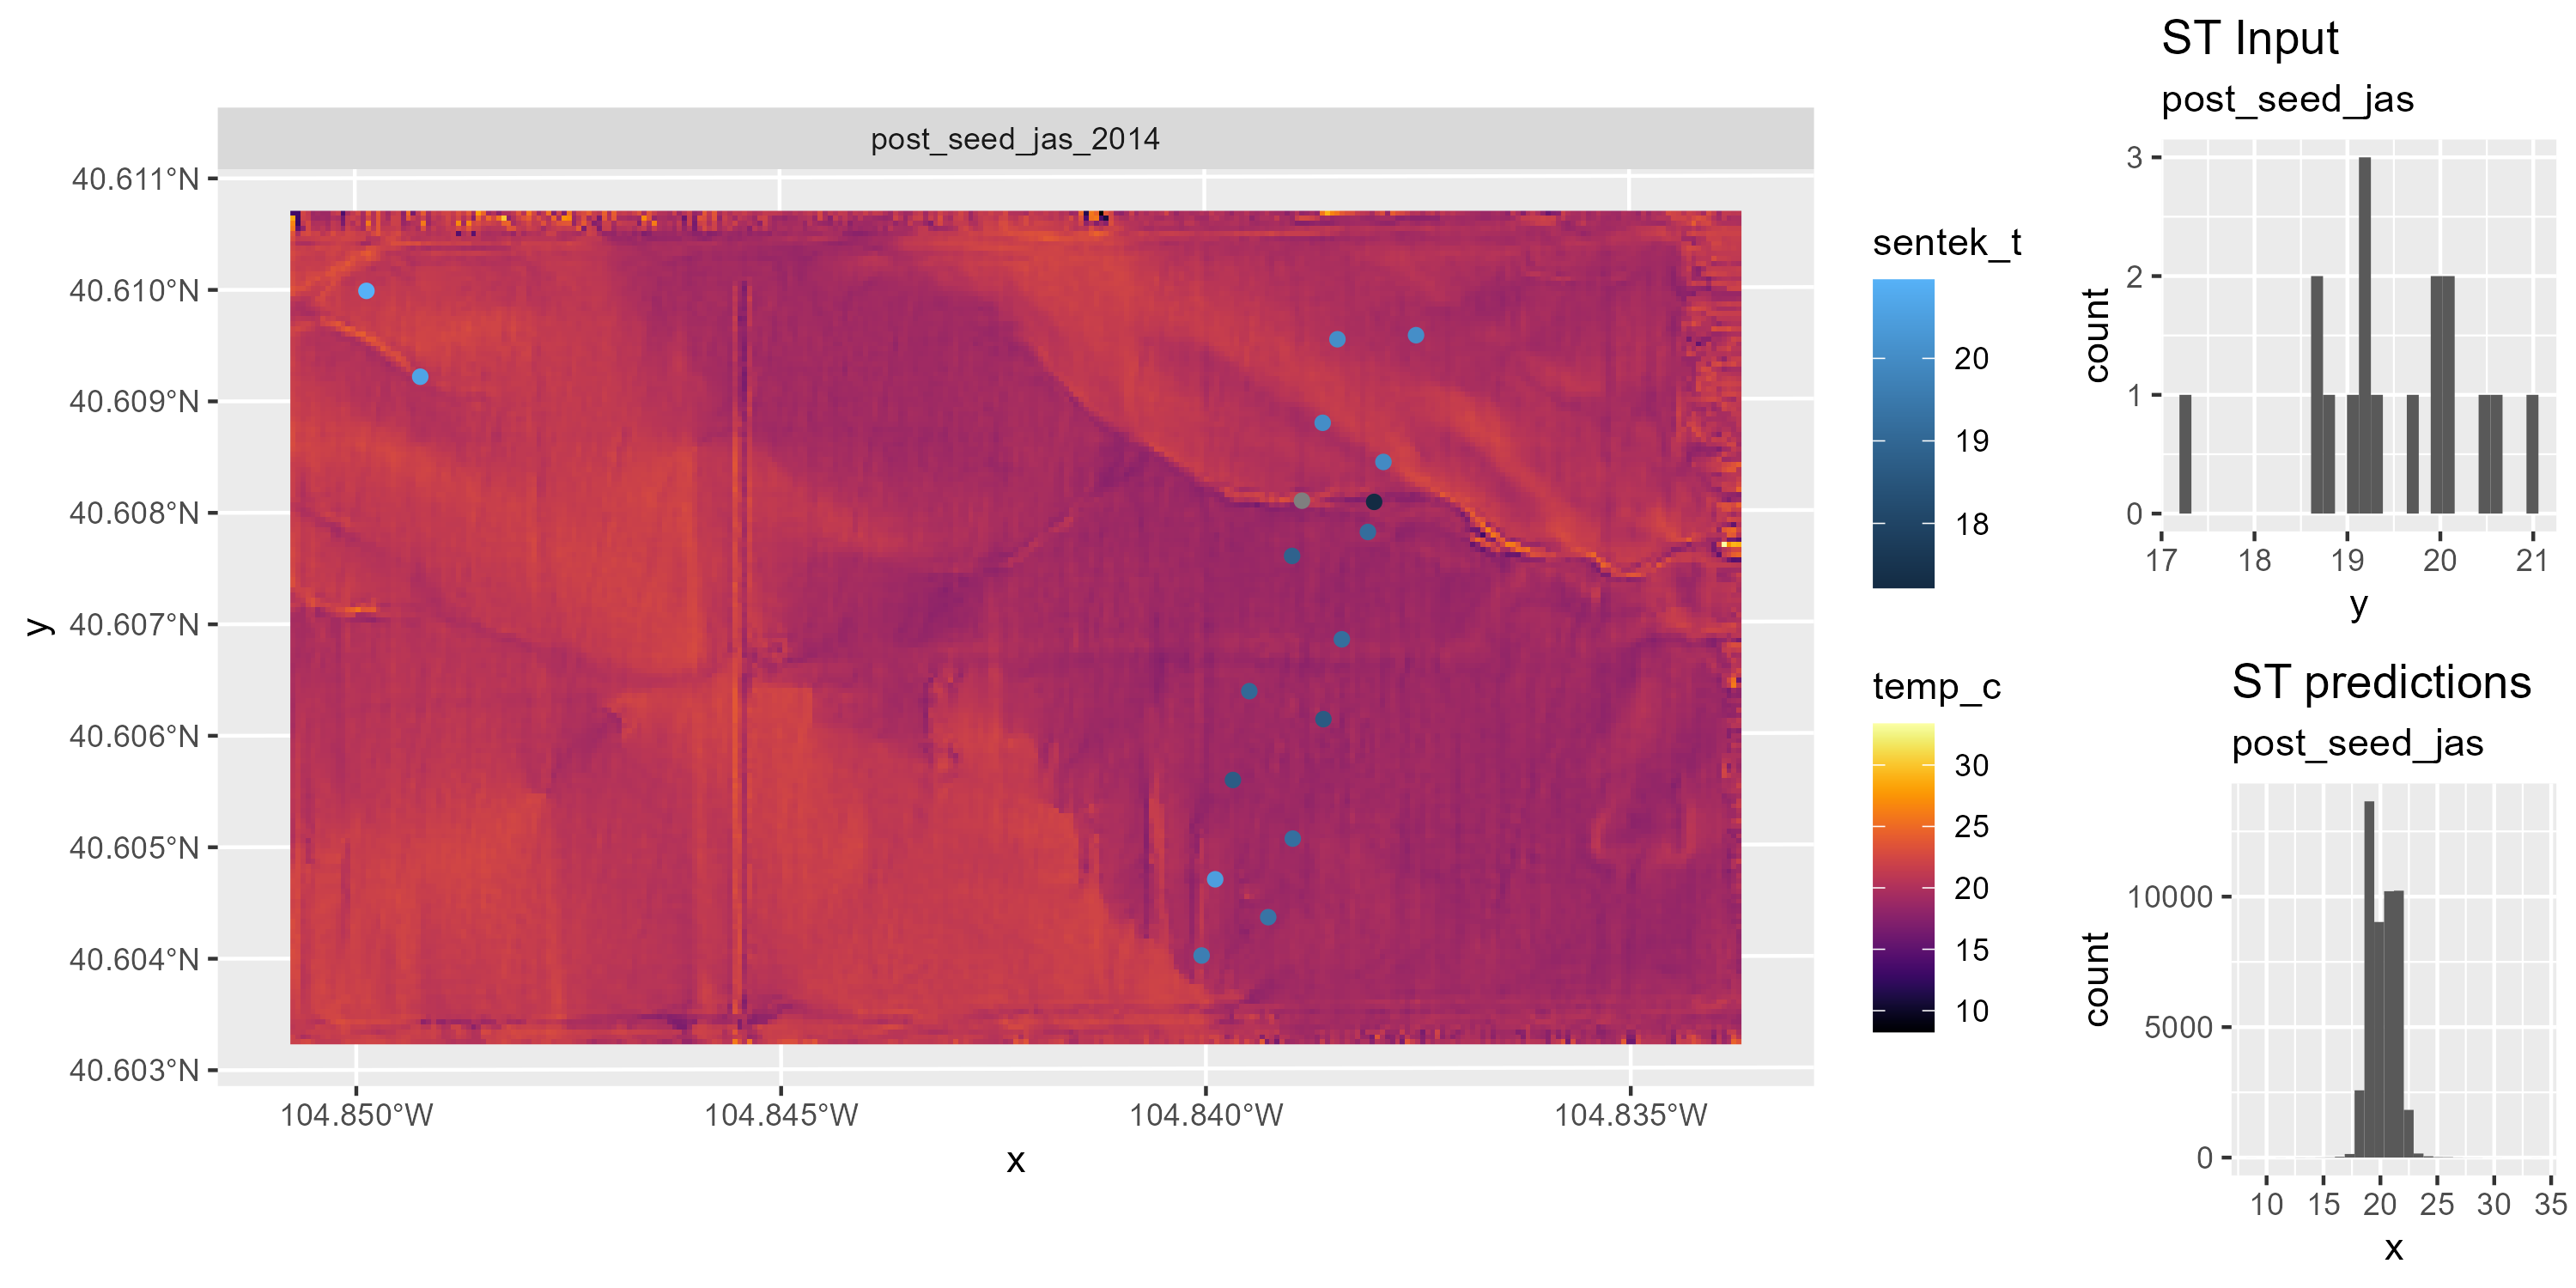 post_seed_jas_2014
40.611°N
40.610°N
40.609°N
40.608°N
40.607°N
40.606°N
40.605°N
40.604°N
40.603°N
y
104.850°W 104.845°W 104.840°W 104.835°W
x
sentek_t
20
19
18
temp_c
30
25
20
15
10
ST Input
post_seed_jas
3
2
1
0
count
17 18 19 20 21
y
ST predictions
post_seed_jas
10000
5000
0
count
10 15 20 25 30 35
x